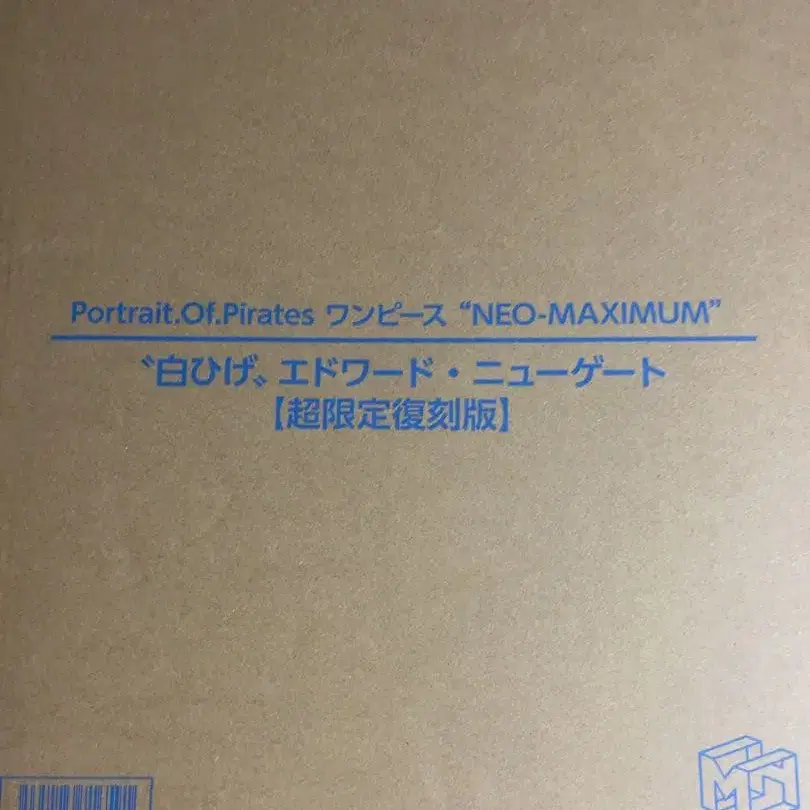 Portrait.Of.Pirates ワンピース “NEO-MAXIMUM”
〝白ひげ〟エドワード・ニューゲート
【超限定復刻版】